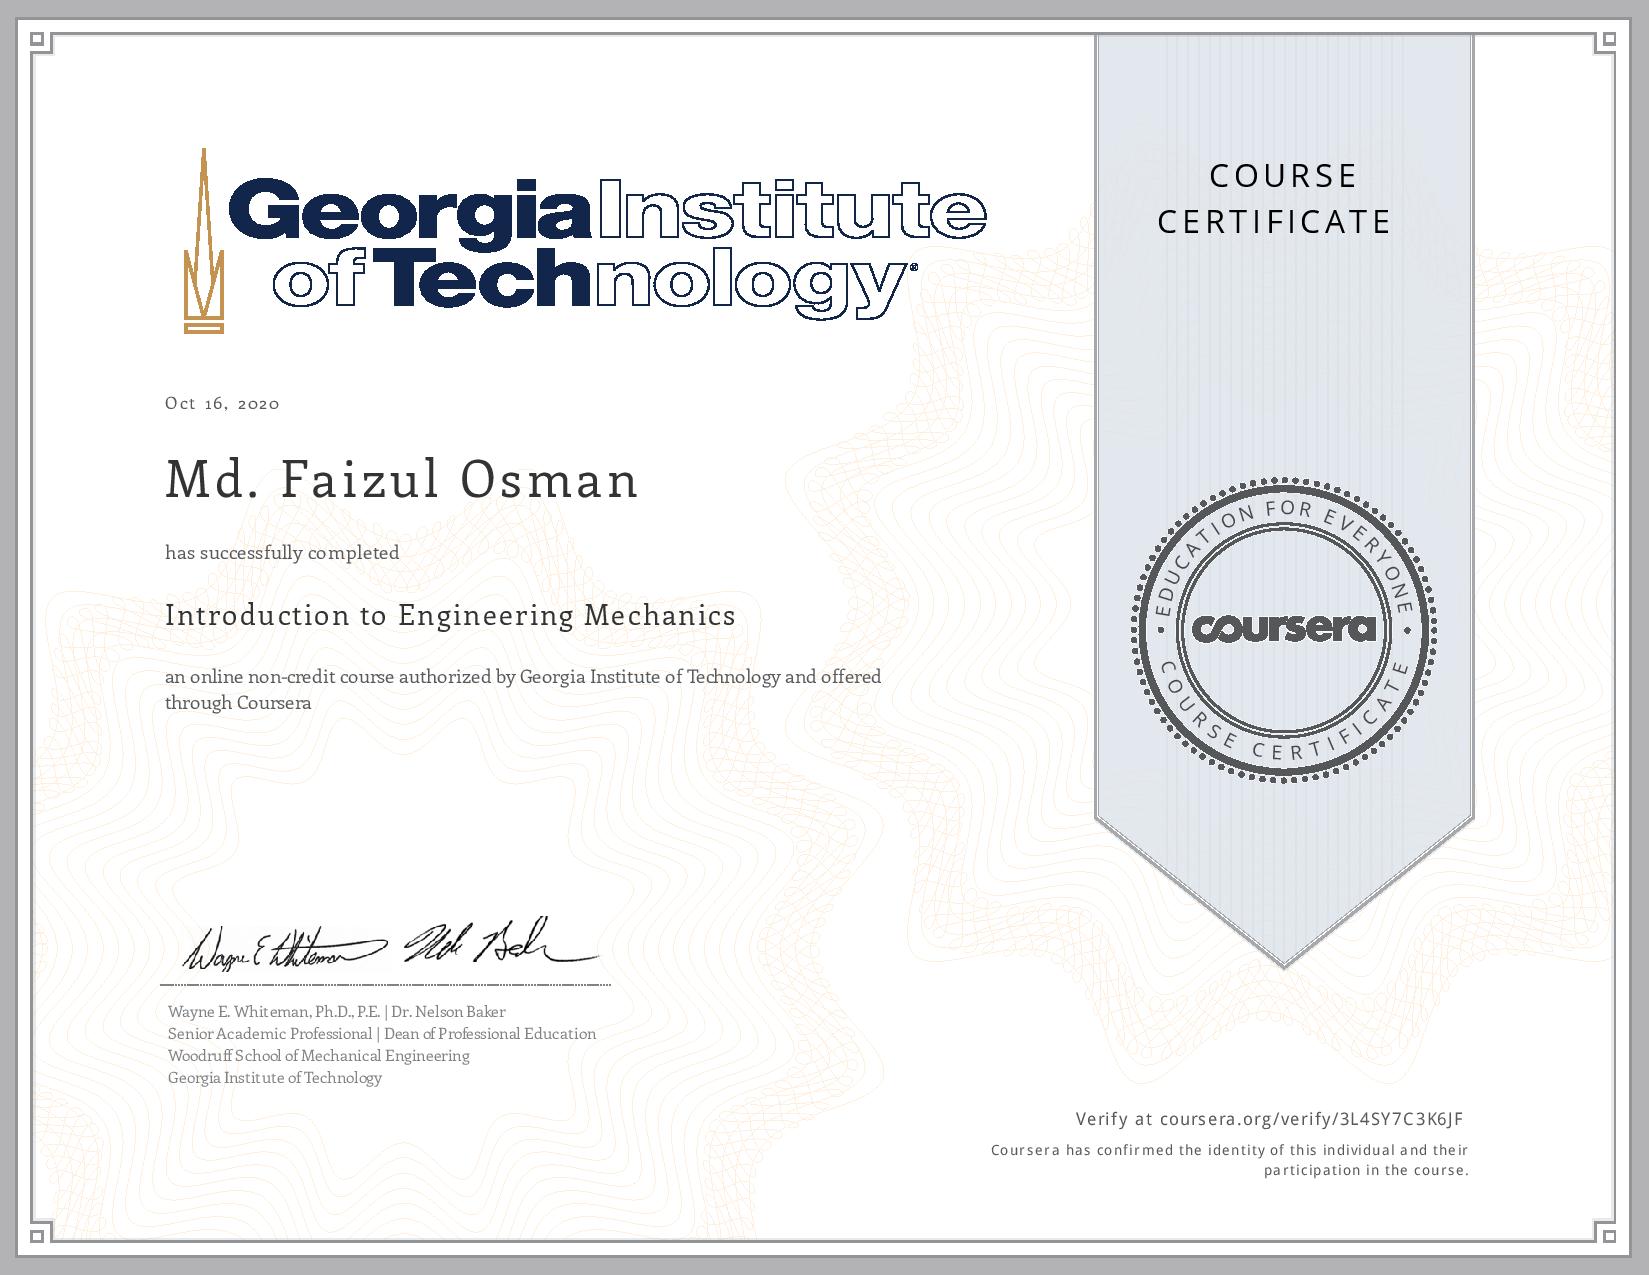 Georgia Institute
of Technology®
COURSE
CERTIFICATE
Oct 16, 2020
Md. Faizul Osman
has successfully completed
Introduction to Engineering Mechanics
an online non-credit course authorized by Georgia Institute of Technology and offered
through Coursera
EDUCATION FOR EVERYONE
coursera
COURSE CERTIFICATE
Wayne E Whiteman
Wayne E. Whiteman, Ph.D., P.E. | Dr. Nelson Baker
Senior Academic Professional | Dean of Professional Education
Woodruff School of Mechanical Engineering
Georgia Institute of Technology
Verify at coursera.org/verify/3L4SY7C3K6JF
Coursera has confirmed the identity of this individual and their
participation in the course.